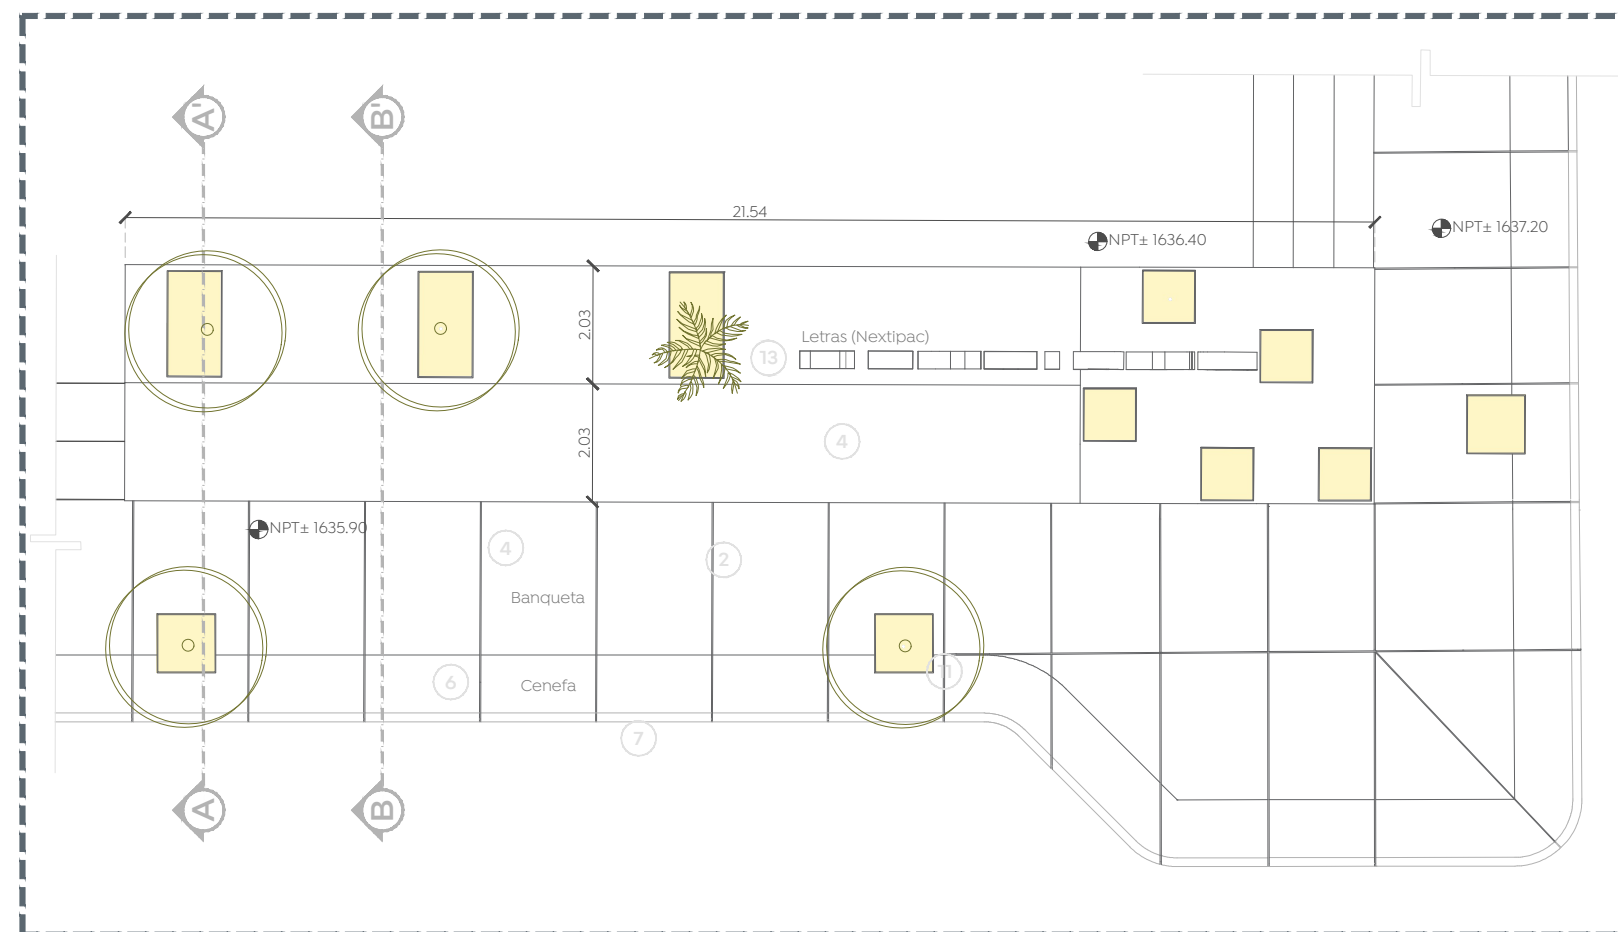 A'
B'
21.54
NPT± 1637.20
NPT± 1636.40
2.03
Letras (Nextipac)
13
2.03
4
NPT± 1635.90
4
2
Banqueta
11
6
Cenefa
7
A
B